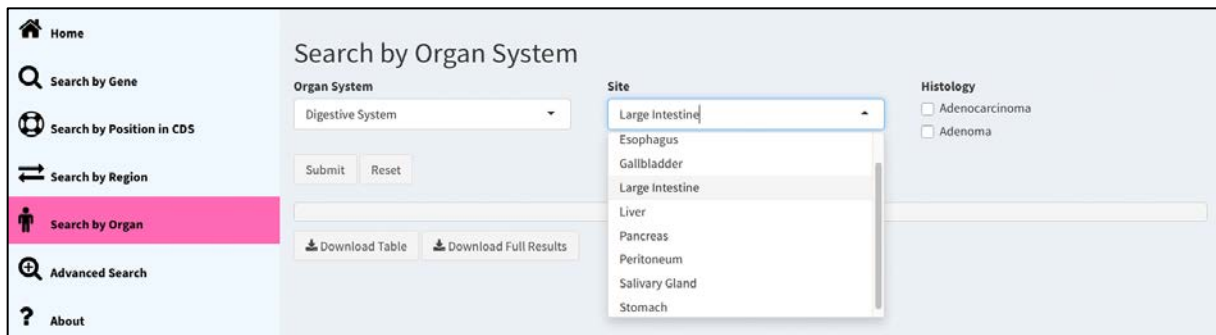 Home
Search by Gene
Search by Position in CDS
Search by Region
Search by Organ
Advanced Search
? About
Search by Organ System
Organ System
Digestive System
Site
Large Intestine
Esophagus
Gallbladder
Large Intestine
Liver
Pancreas
Peritoneum
Salivary Gland
Stomach
Histology
Adenocarcinoma
Adenoma
Submit Reset
Download Table Download Full Results